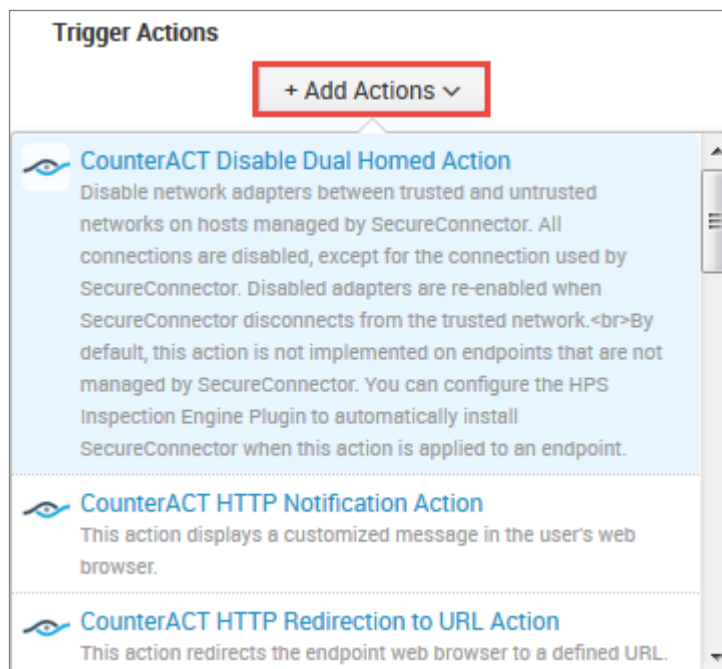 Trigger Actions
+ Add Actions
CounterACT Disable Dual Homed Action
Disable network adapters between trusted and untrusted
networks on hosts managed by SecureConnector. All
connections are disabled, except for the connection used by
SecureConnector. Disabled adapters are re-enabled when
SecureConnector disconnects from the trusted network.<br>By
default, this action is not implemented on endpoints that are not
managed by SecureConnector. You can configure the HPS
Inspection Engine Plugin to automatically install
SecureConnector when this action is applied to an endpoint.
CounterACT HTTP Notification Action
This action displays a customized message in the user's web
browser.
CounterACT HTTP Redirection to URL Action
This action redirects the endpoint web browser to a defined URL.